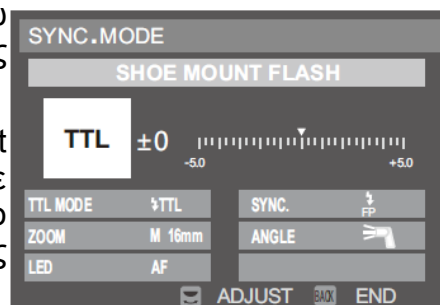 SYNC.MODE
SHOE MOUNT FLASH
TTL ±0
-5.0 +5.0
TTL MODE TTL SYNC. FP
ZOOM M 16mm ANGLE
LED AF
ADJUST BACK END